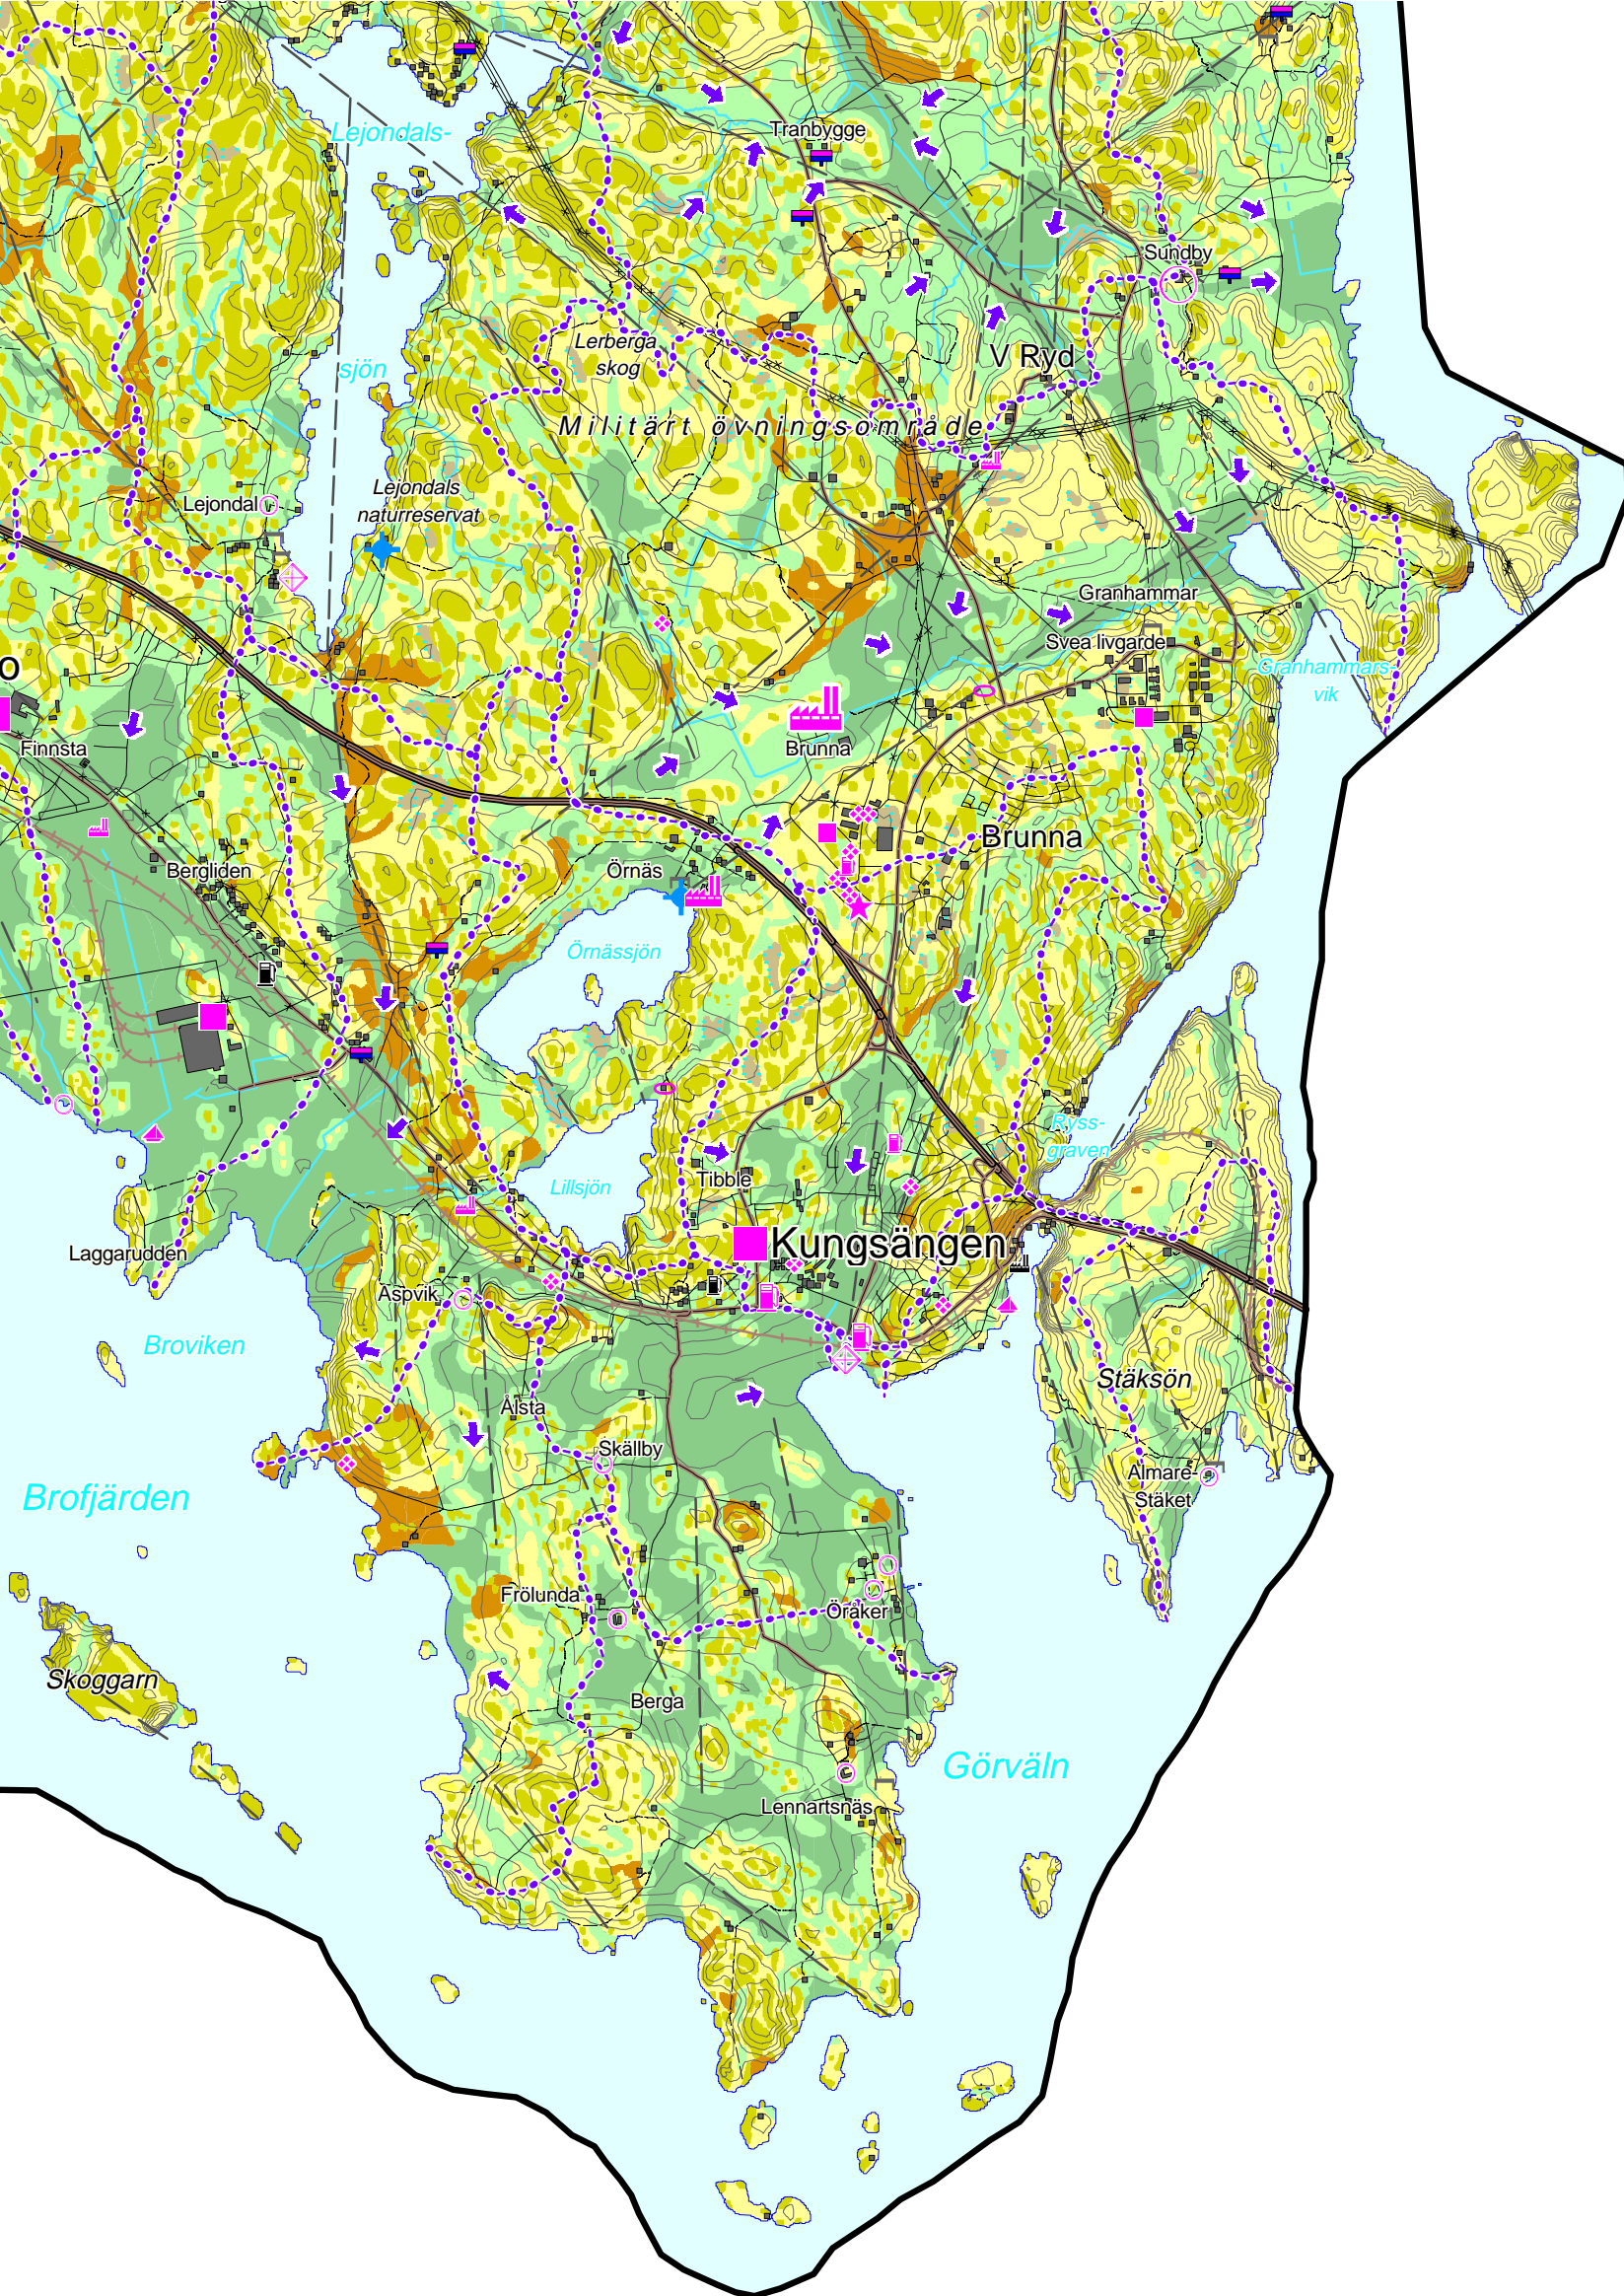 Tranbygge
Lejondals-
Sundby
Lerberga
skog
V Ryd
sjön
Militärt övningsområde
Lejondals
naturreservat
Lejondal
Granhammar
Svea livgarde
Granhammars-
vik
o
Finnsta
Brunna
Brunna
Bergliden
Örnäs
Örnässjön
Ryss-
graven
Tibble
Lillsjön
Kungsängen
Laggarudden
Aspvik
Broviken
Stäksön
Ålsta
Skällby
Almare-
Stäket
Brofjärden
Frölunda
Öråker
Skoggarn
Berga
Görväln
Lennartsnäs